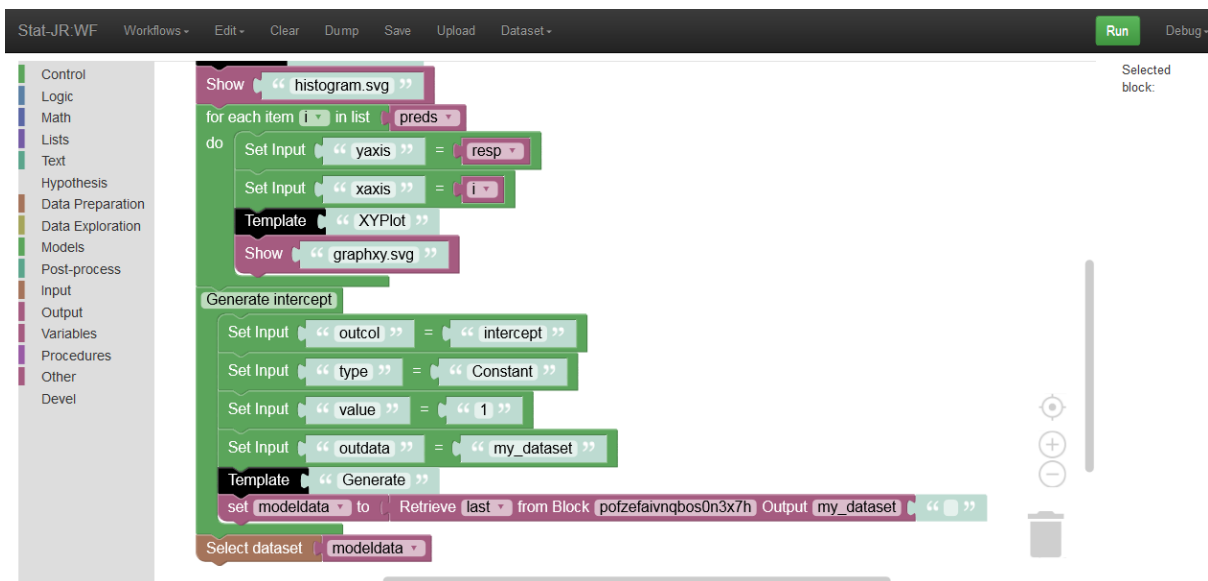 Stat-JR:WF Workflows Edit Clear Dump Save Upload Dataset Run Debug
Control
Logic
Math
Lists
Text
Hypothesis
Data Preparation
Data Exploration
Models
Post-process
Input
Output
Variables
Procedures
Other
Devel
Show “ histogram.svg ”
for each item i in list preds
do Set Input “ yaxis ” = resp
Set Input “ xaxis ” = i
Template “ XYPlot ”
Show “ graphxy.svg ”
Generate intercept
Set Input “ outcol ” = “ intercept ”
Set Input “ type ” = “ Constant ”
Set Input “ value ” = “ 1 ”
Set Input “ outdata ” = “ my_dataset ”
Template “ Generate ”
set modeldata to Retrieve last from Block pofzefaivnqbos0n3x7h Output my_dataset “ ”
Select dataset modeldata
Selected
block: